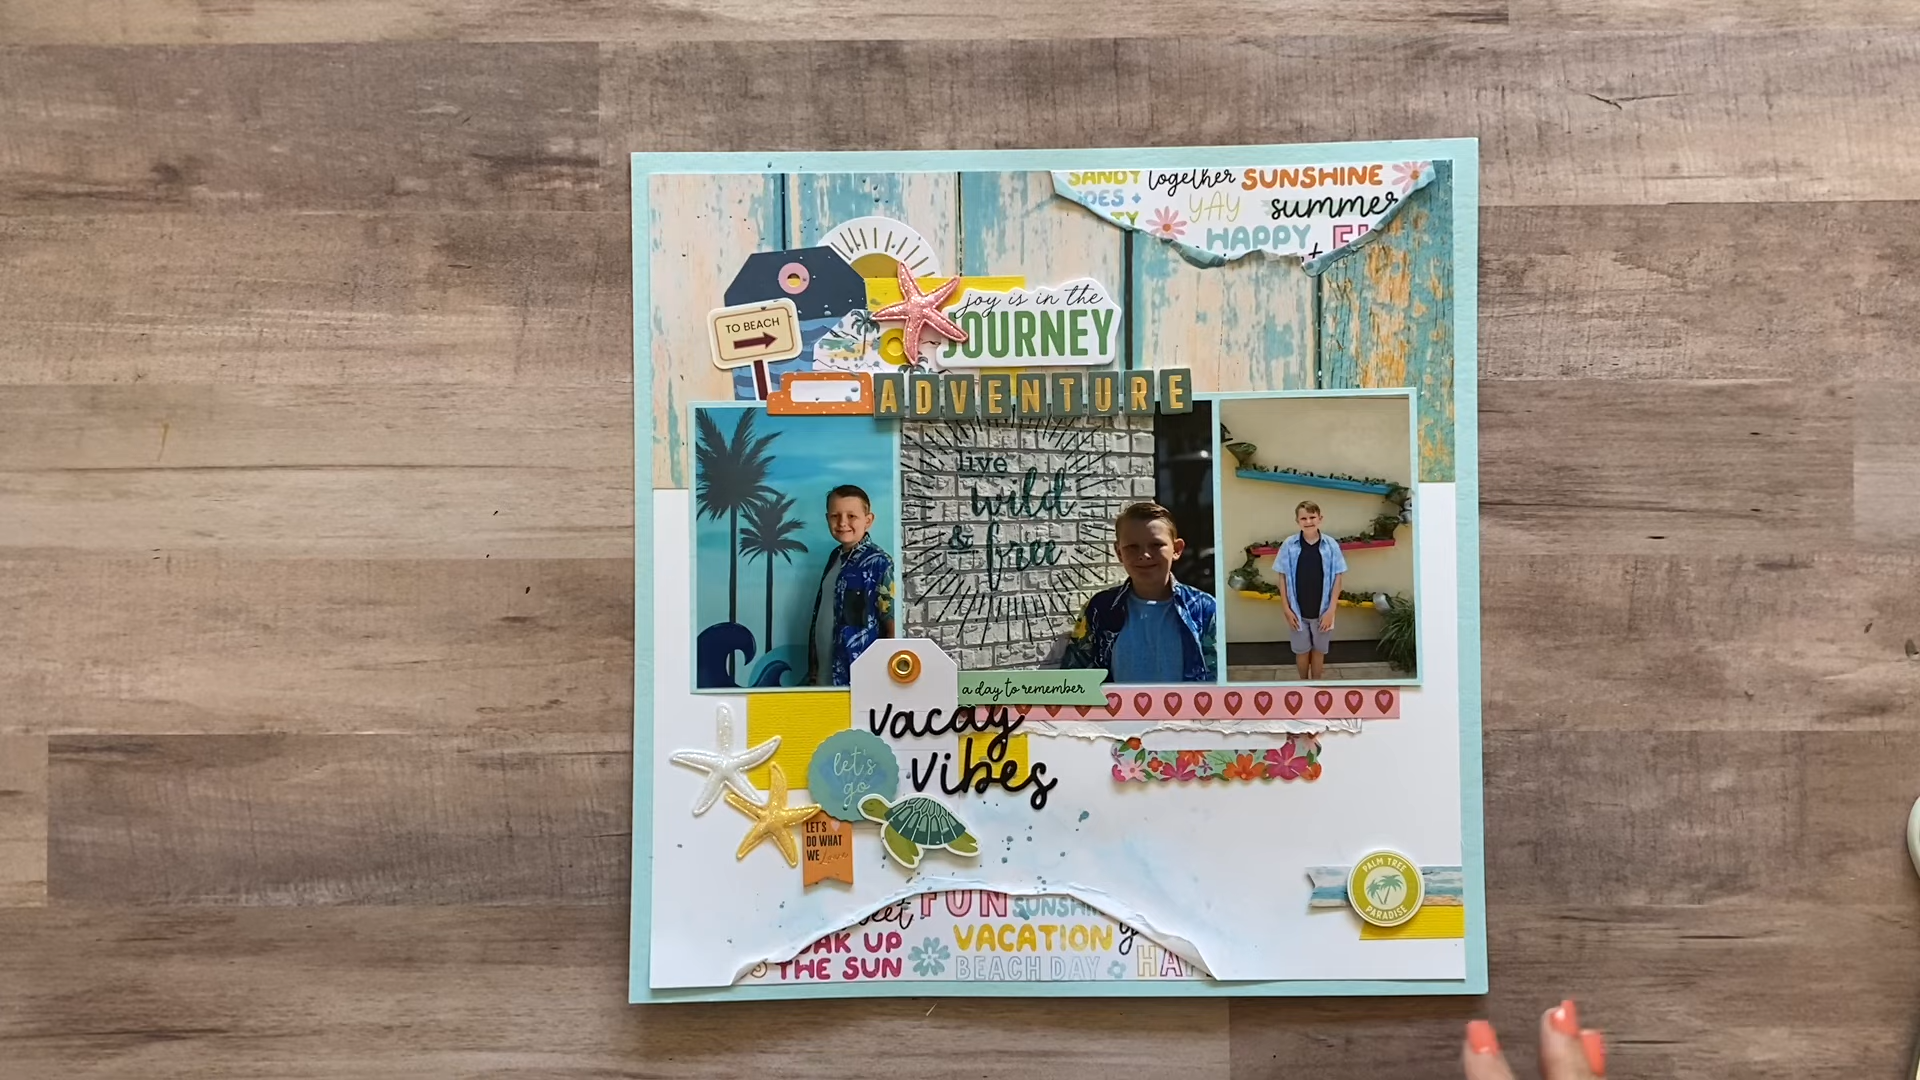 SANDY together SUNSHINE
YAY summer
HAPPY
joy is in the
JOURNEY
TO BEACH
ADVENTURE
live
wild
& free
a day to remember
vacay
vibes
let's
go
LET'S
DO WHAT
WE Love
PALM TREE
PARADISE
FUN
UP VACATION
THE SUN BEACH DAY